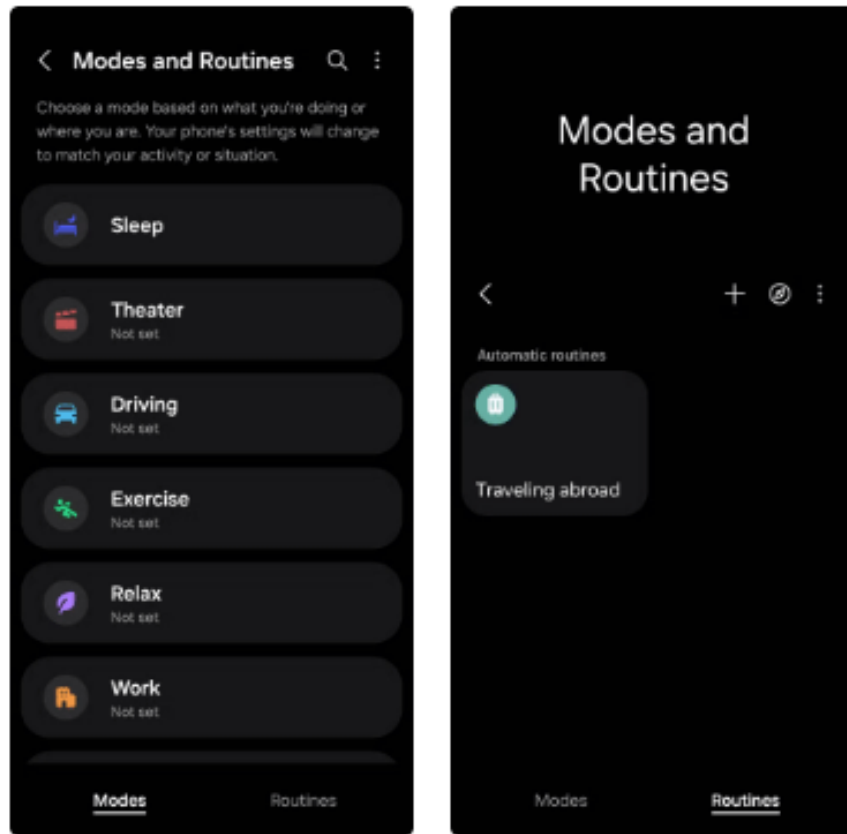 Modes and Routines
Choose a mode based on what you're doing or
where you are. Your phone's settings will change
to match your activity or situation.
Sleep
Theater
Not set
Driving
Not set
Exercise
Not set
Relax
Not set
Work
Not set
Modes Routines
Modes and
Routines
Automatic routines
Traveling abroad
Modes Routines